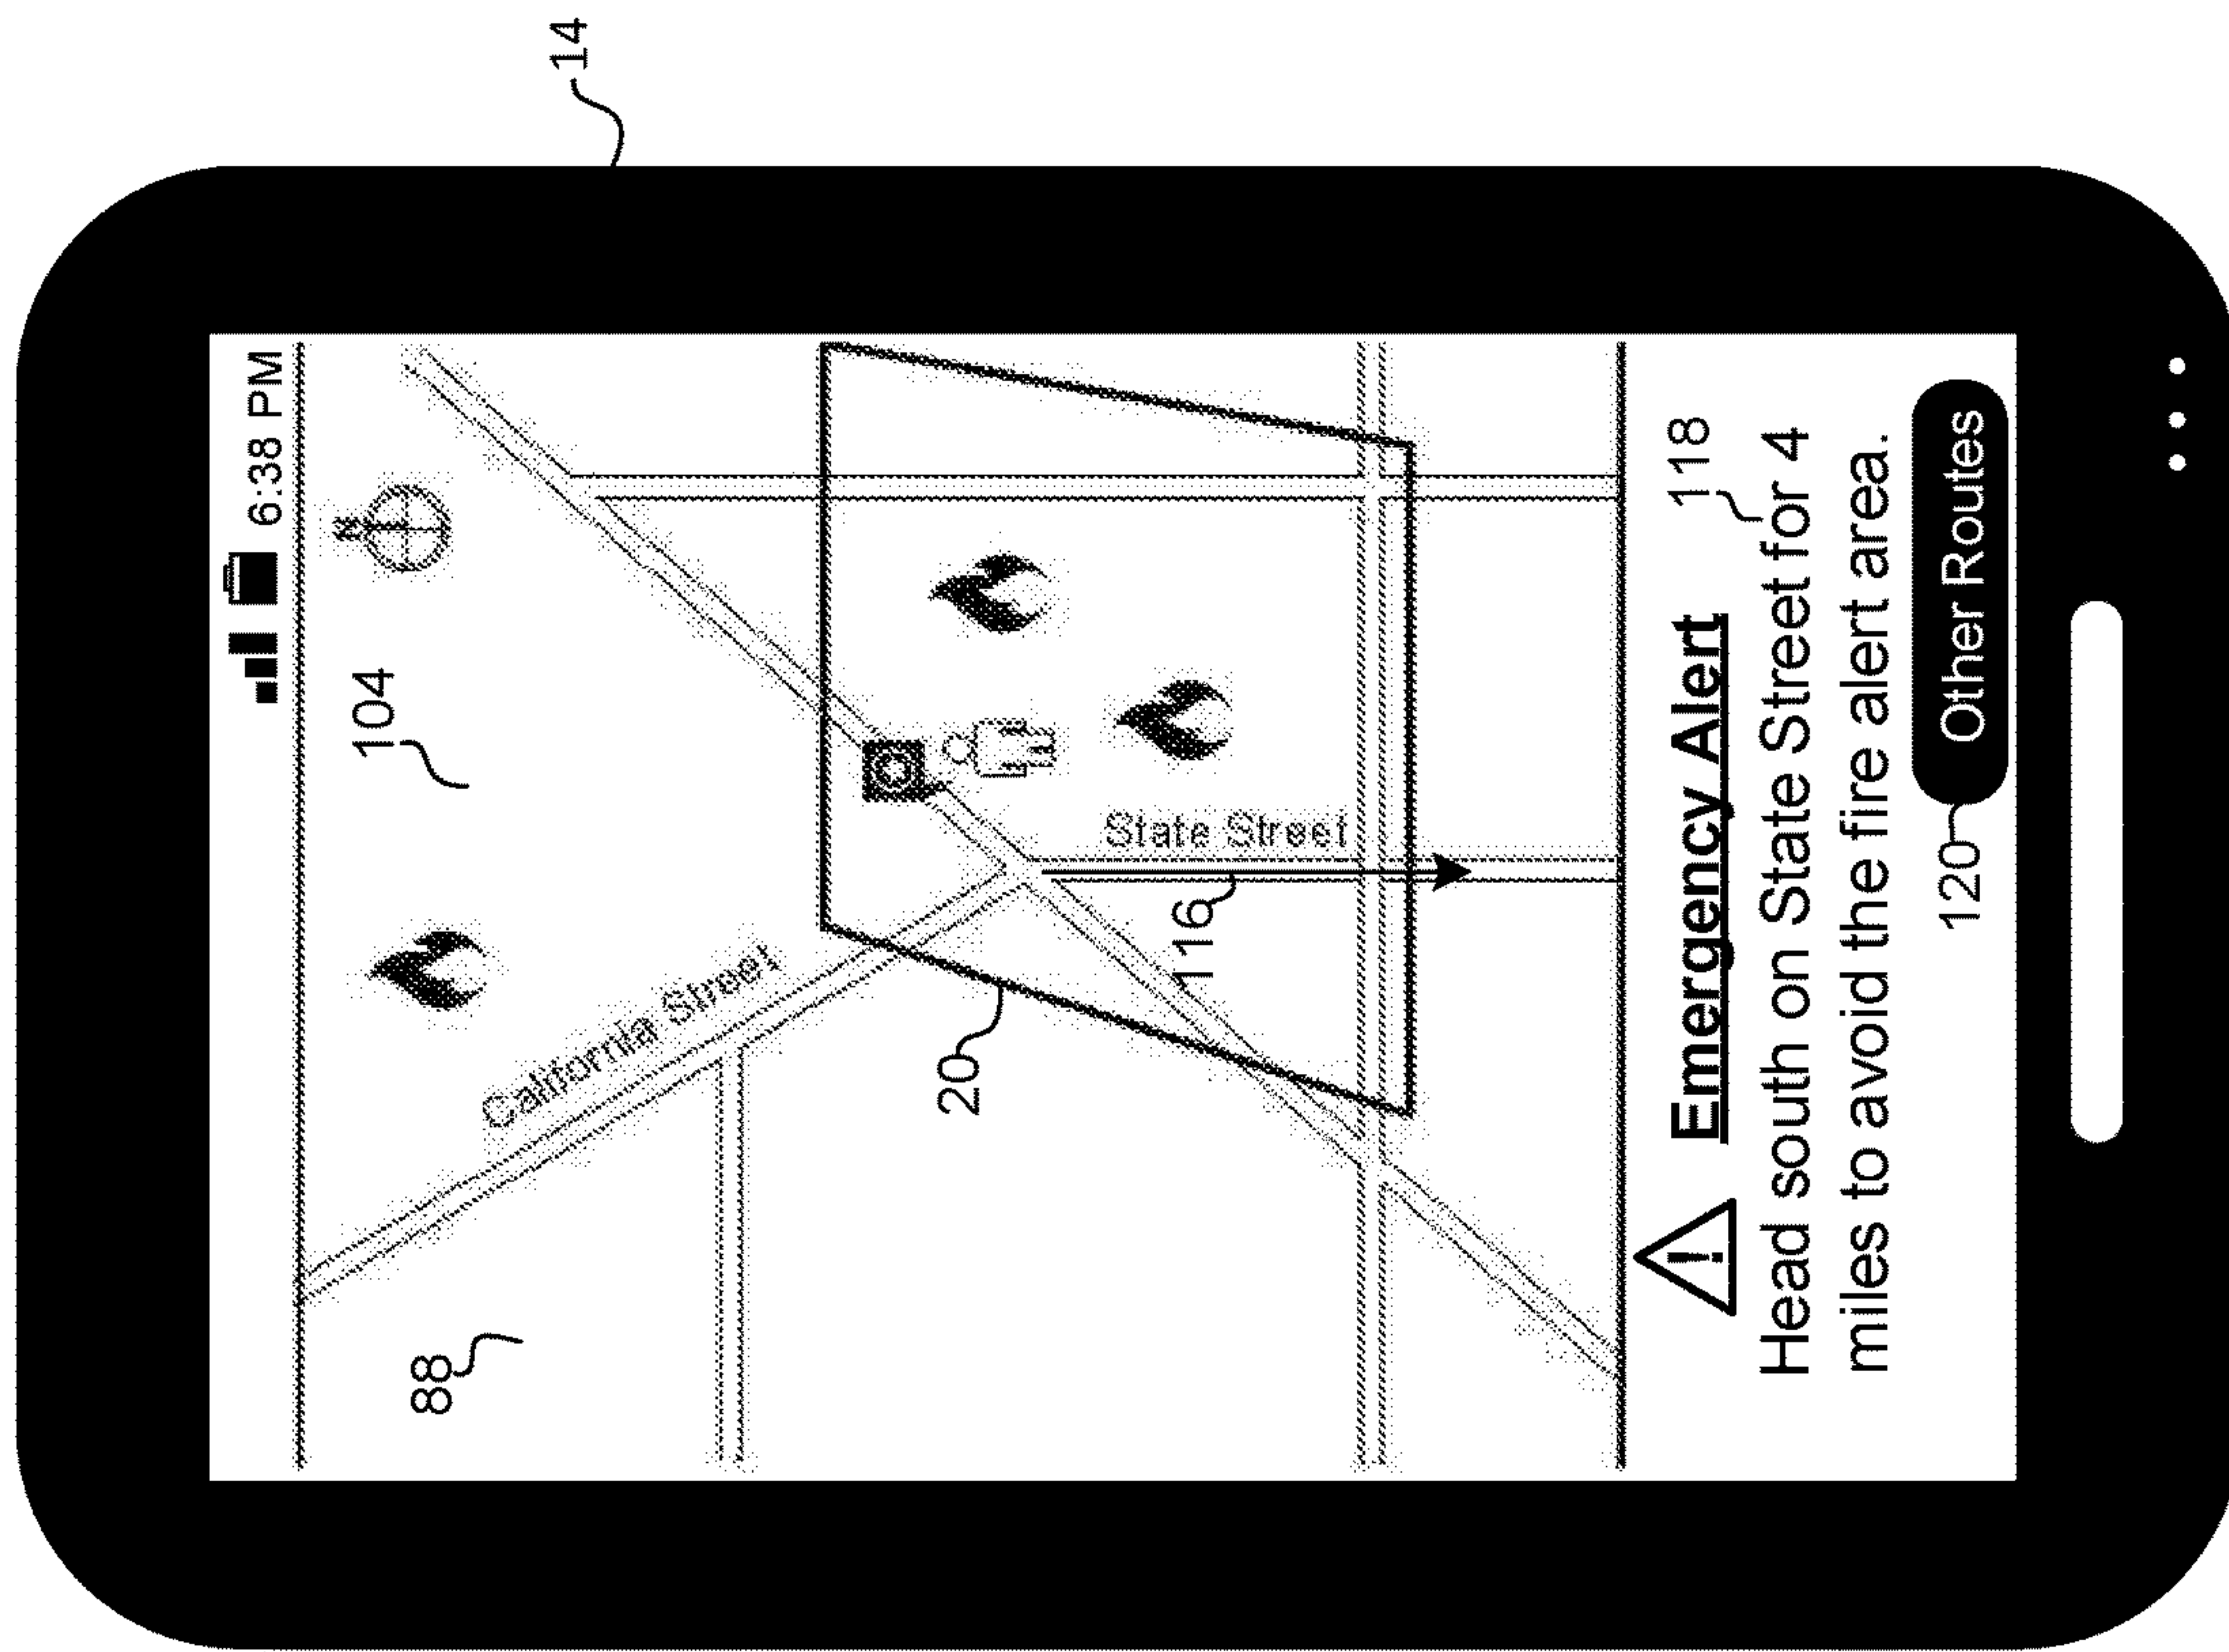 14
6:38 PM
N
104
88
California Street
20
State Street
116
Emergency Alert
118
Head south on State Street for 4
miles to avoid the fire alert area.
120
Other Routes